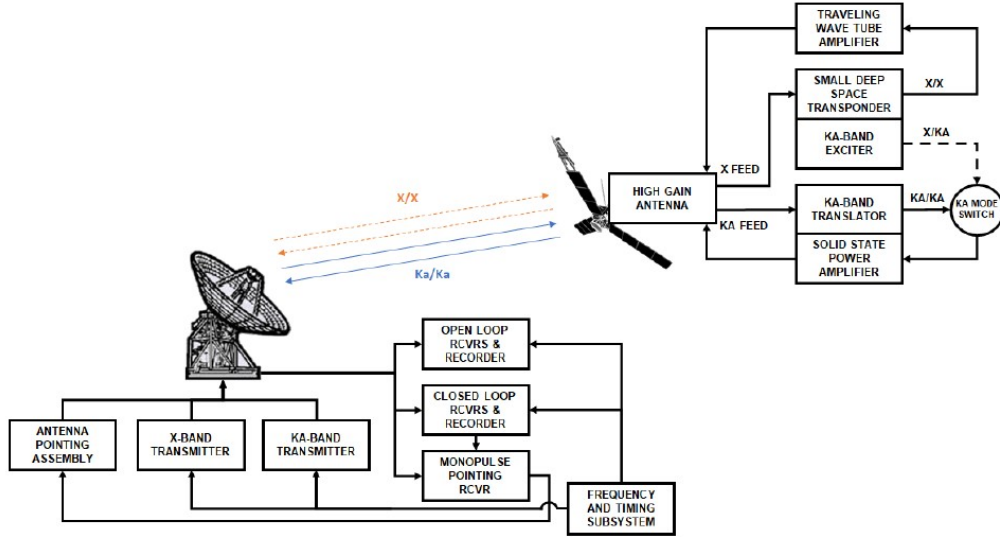 TRAVELING
WAVE TUBE
AMPLIFIER
SMALL DEEP
SPACE
TRANSPONDER
X/X
KA-BAND
EXCITER
X/KA
X FEED
HIGH GAIN
ANTENNA
KA FEED
KA-BAND
TRANSLATOR
KA/KA
KA MODE
SWITCH
SOLID STATE
POWER
AMPLIFIER
X/X
Ka/Ka
OPEN LOOP
RCVRS &
RECORDER
CLOSED LOOP
RCVRS &
RECORDER
ANTENNA
POINTING
ASSEMBLY
X-BAND
TRANSMITTER
KA-BAND
TRANSMITTER
MONOPULSE
POINTING
RCVR
FREQUENCY
AND TIMING
SUBSYSTEM